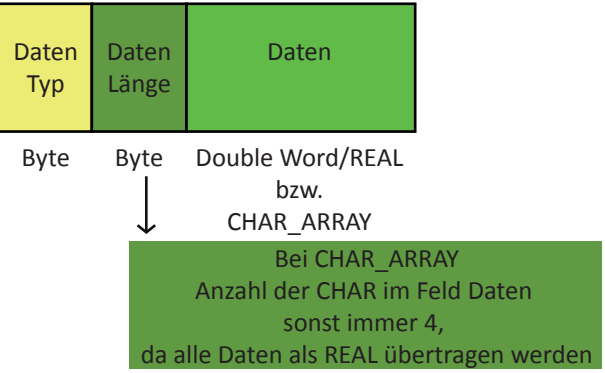 Daten Typ
Daten Länge
Daten
Byte
Byte
Double Word/REAL
bzw.
CHAR_ARRAY
Bei CHAR_ARRAY
Anzahl der CHAR im Feld Daten
sonst immer 4,
da alle Daten als REAL übertragen werden